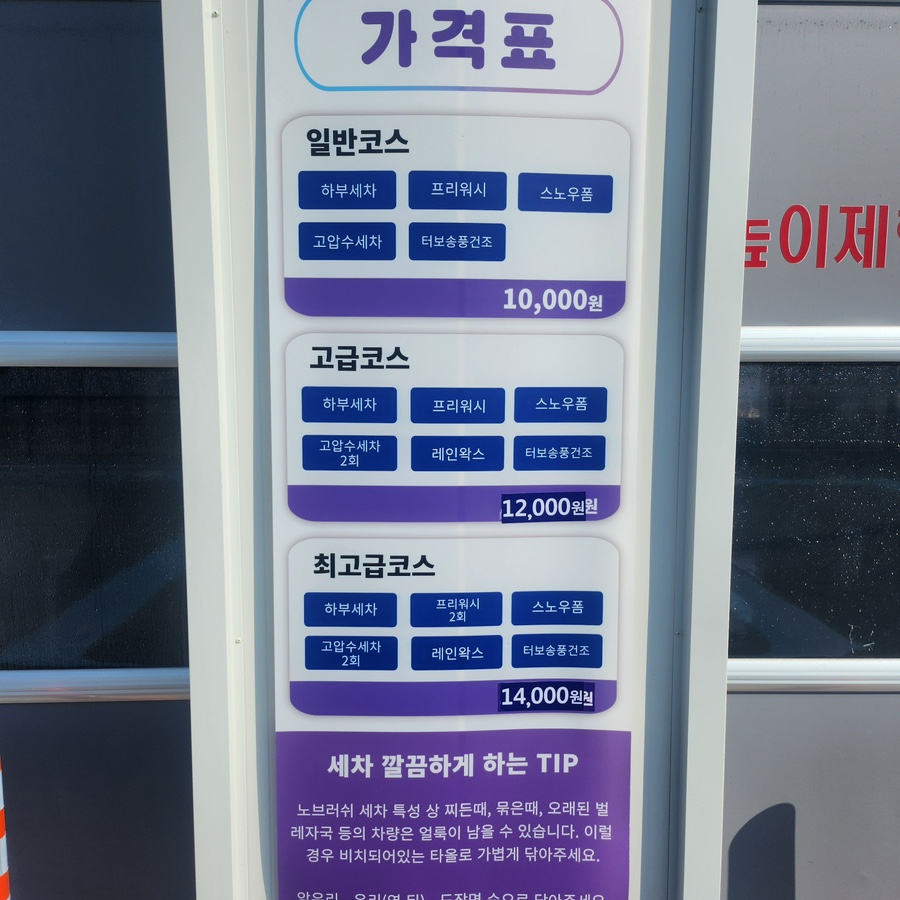 가격표
일반코스
하부세차 프리워시 스노우폼
고압수세차 터보송풍건조
10,000원
높이제
고급코스
하부세차 프리워시 스노우폼
고압수세차 2회 레인왁스 터보송풍건조
12,000원원
최고급코스
하부세차 프리워시 2회 스노우폼
고압수세차 2회 레인왁스 터보송풍건조
14,000원
세차 깔끔하게 하는 TIP
노브러쉬 세차 특성 상 찌든때, 묶은때, 오래된 벌
레자국 등의 차량은 얼룩이 남을 수 있습니다. 이럴
경우 비치되어있는 타올로 가볍게 닦아주세요.